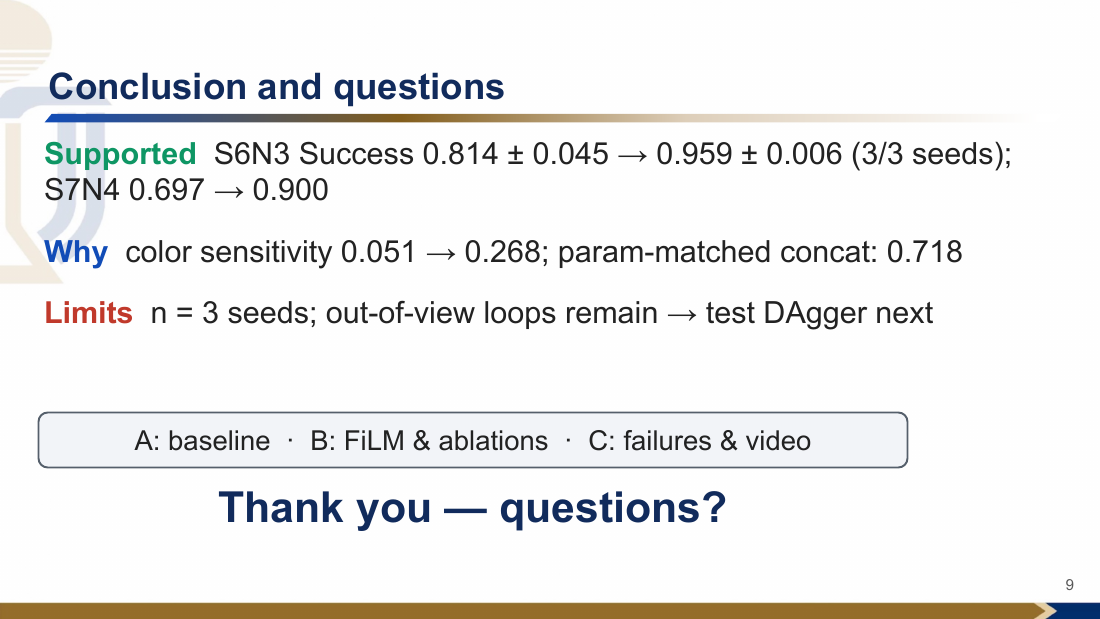 Conclusion and questions
Supported S6N3 Success 0.814 ± 0.045 → 0.959 ± 0.006 (3/3 seeds);
S7N4 0.697 → 0.900
Why color sensitivity 0.051 → 0.268; param-matched concat: 0.718
Limits n = 3 seeds; out-of-view loops remain → test DAgger next
A: baseline · B: FiLM & ablations · C: failures & video
Thank you — questions?
9